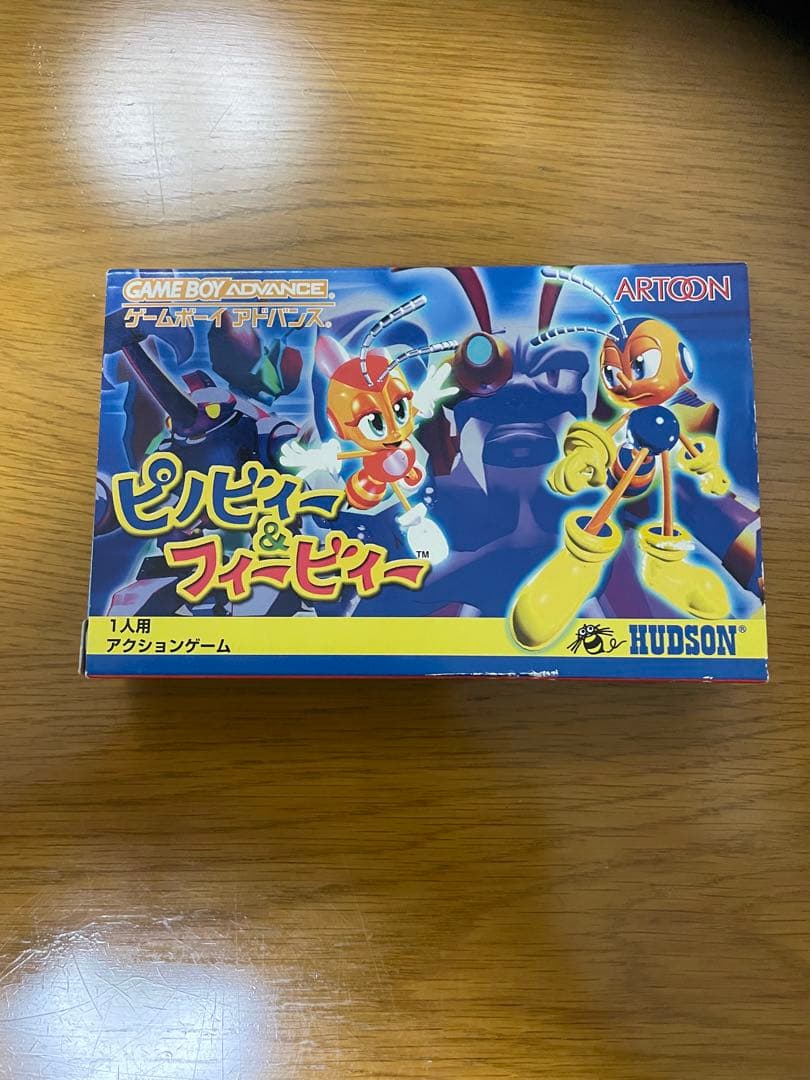 GAME BOY ADVANCE®
ゲームボーイ アドバンス®
ARTOON
ピノビィー
&
フィービィー™
1人用
アクションゲーム
HUDSON®